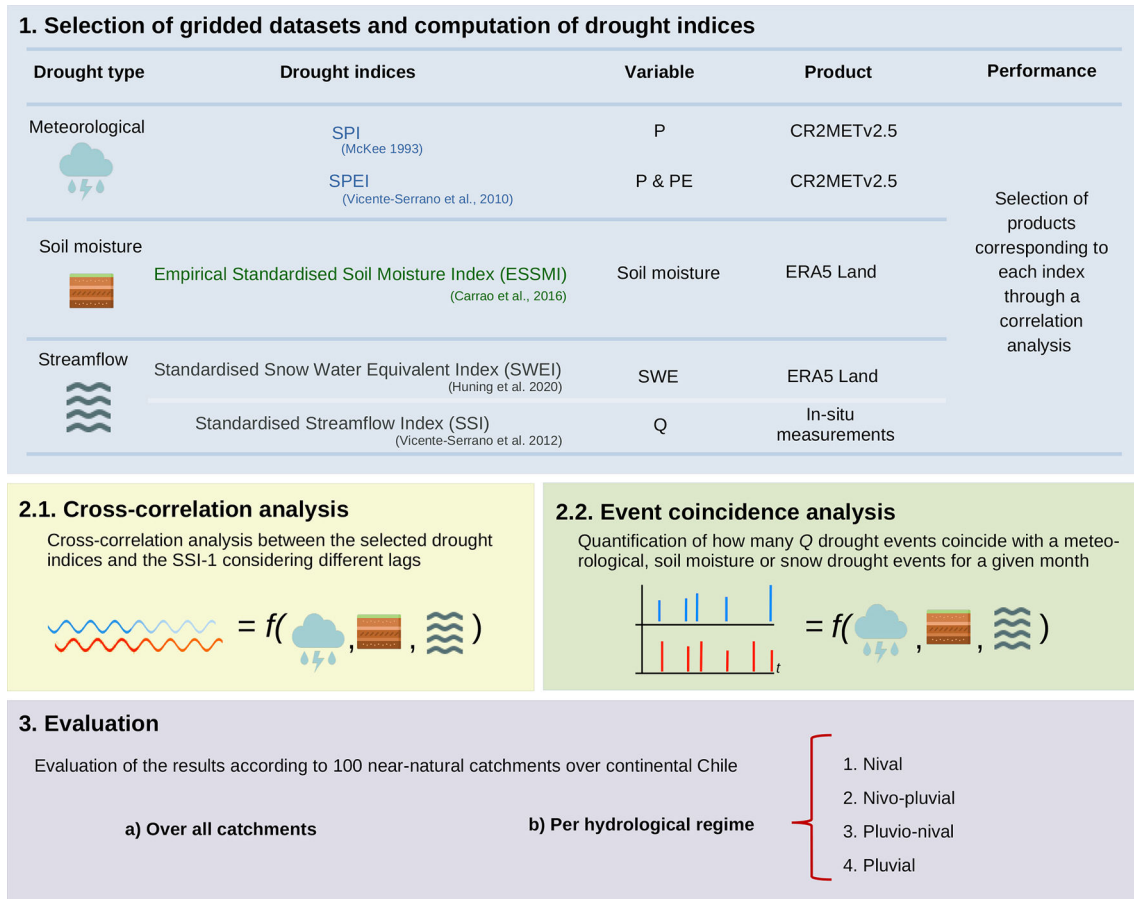 1. Selection of gridded datasets and computation of drought indices
Drought type Drought indices Variable Product Performance
Meteorological
SPI P CR2METv2.5
(McKee 1993)
SPEI P & PE CR2METv2.5
(Vicente-Serrano et al., 2010)
Soil moisture
Empirical Standardised Soil Moisture Index (ESSMI) Soil moisture ERA5 Land
(Carrao et al., 2016)
Streamflow
Standardised Snow Water Equivalent Index (SWEI) SWE ERA5 Land
(Huning et al. 2020)
Standardised Streamflow Index (SSI) Q
(Vicente-Serrano et al. 2012)
In-situ
measurements
Selection of
products
corresponding to
each index
through a
correlation
analysis
2.1. Cross-correlation analysis
Cross-correlation analysis between the selected drought
indices and the SSI-1 considering different lags
= f( , , )
2.2. Event coincidence analysis
Quantification of how many Q drought events coincide with a meteo-
rological, soil moisture or snow drought events for a given month
t
= f( , , )
3. Evaluation
Evaluation of the results according to 100 near-natural catchments over continental Chile
a) Over all catchments
b) Per hydrological regime
1. Nival
2. Nivo-pluvial
3. Pluvio-nival
4. Pluvial